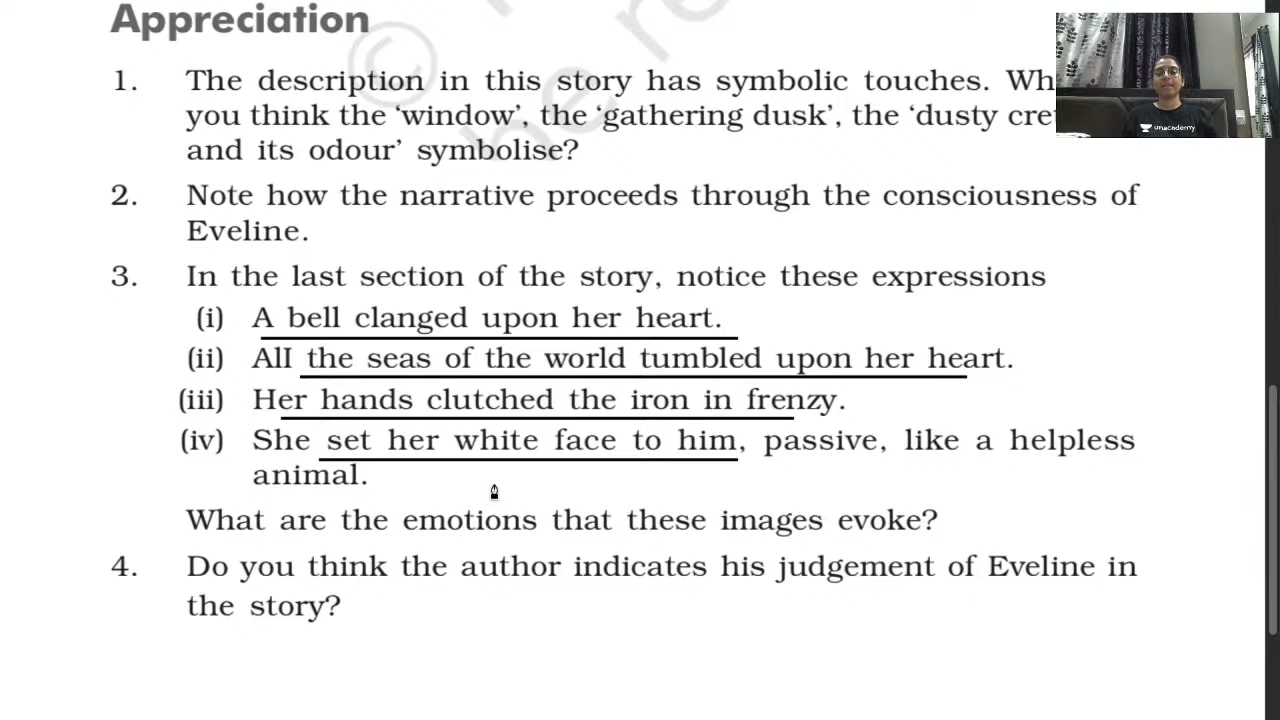 Appreciation
1. The description in this story has symbolic touches.
you think the ‘window’, the ‘gathering dusk’, the ‘dusty
and its odour’ symbolise?
2. Note how the narrative proceeds through the consciousness of
Eveline.
3. In the last section of the story, notice these expressions
(i) A bell clanged upon her heart.
(ii) All the seas of the world tumbled upon her heart.
(iii) Her hands clutched the iron in frenzy.
(iv) She set her white face to him, passive, like a helpless
animal.
What are the emotions that these images evoke?
4. Do you think the author indicates his judgement of Eveline in
the story?
unacademy